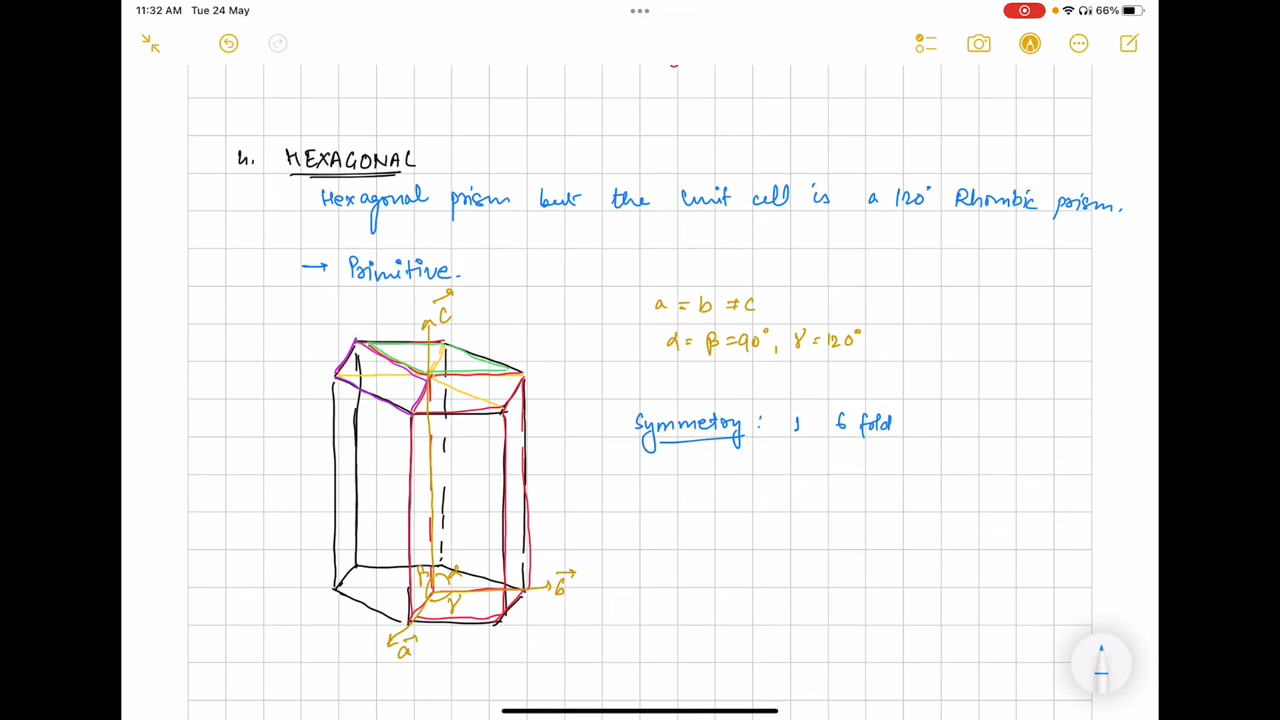 11:32 AM Tue 24 May
66%
4. HEXAGONAL
Hexagonal prism but the Unit cell is a 120° Rhombic prism.
→ Primitive.
c
a = b ≠ c
α = β = 90°, γ = 120°
Symmetry : 1 6 fold
β α
γ
b
a